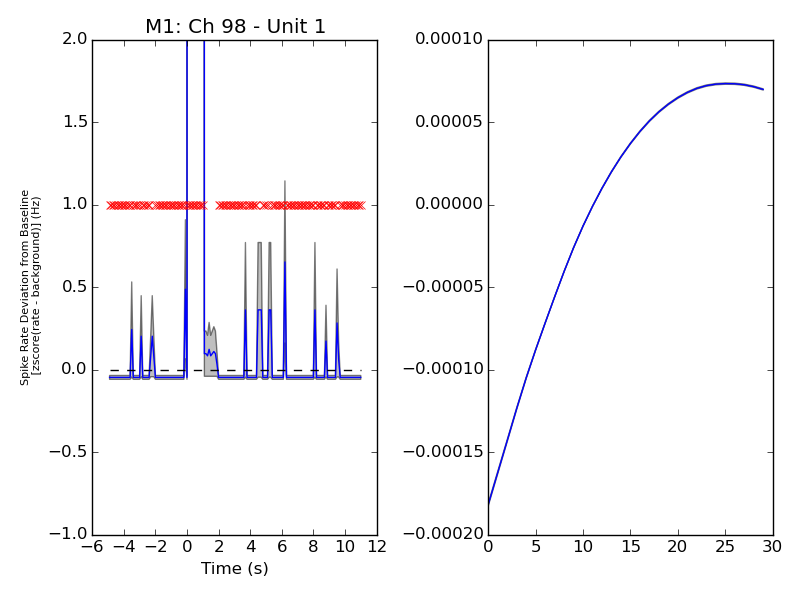 M1: Ch 98 - Unit 1
Spike Rate Deviation from Baseline
[zscore(rate - background)] (Hz)
2.0
1.5
1.0
0.5
0.0
−0.5
−1.0
−6 −4 −2 0 2 4 6 8 10 12
Time (s)
0.00010
0.00005
0.00000
−0.00005
−0.00010
−0.00015
−0.00020
0 5 10 15 20 25 30